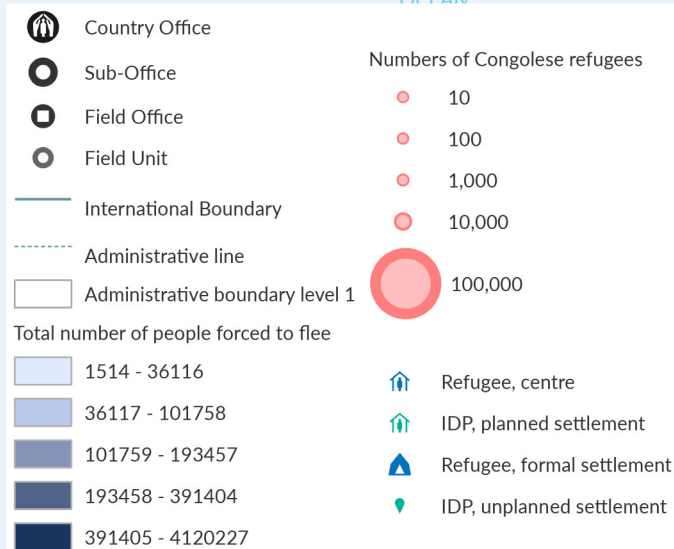 OCEAN
Country Office
Sub-Office
Field Office
Field Unit
International Boundary
Administrative line
Administrative boundary level 1
Total number of people forced to flee
1514 - 36116
36117 - 101758
101759 - 193457
193458 - 391404
391405 - 4120227
Numbers of Congolese refugees
10
100
1,000
10,000
100,000
Refugee, centre
IDP, planned settlement
Refugee, formal settlement
IDP, unplanned settlement